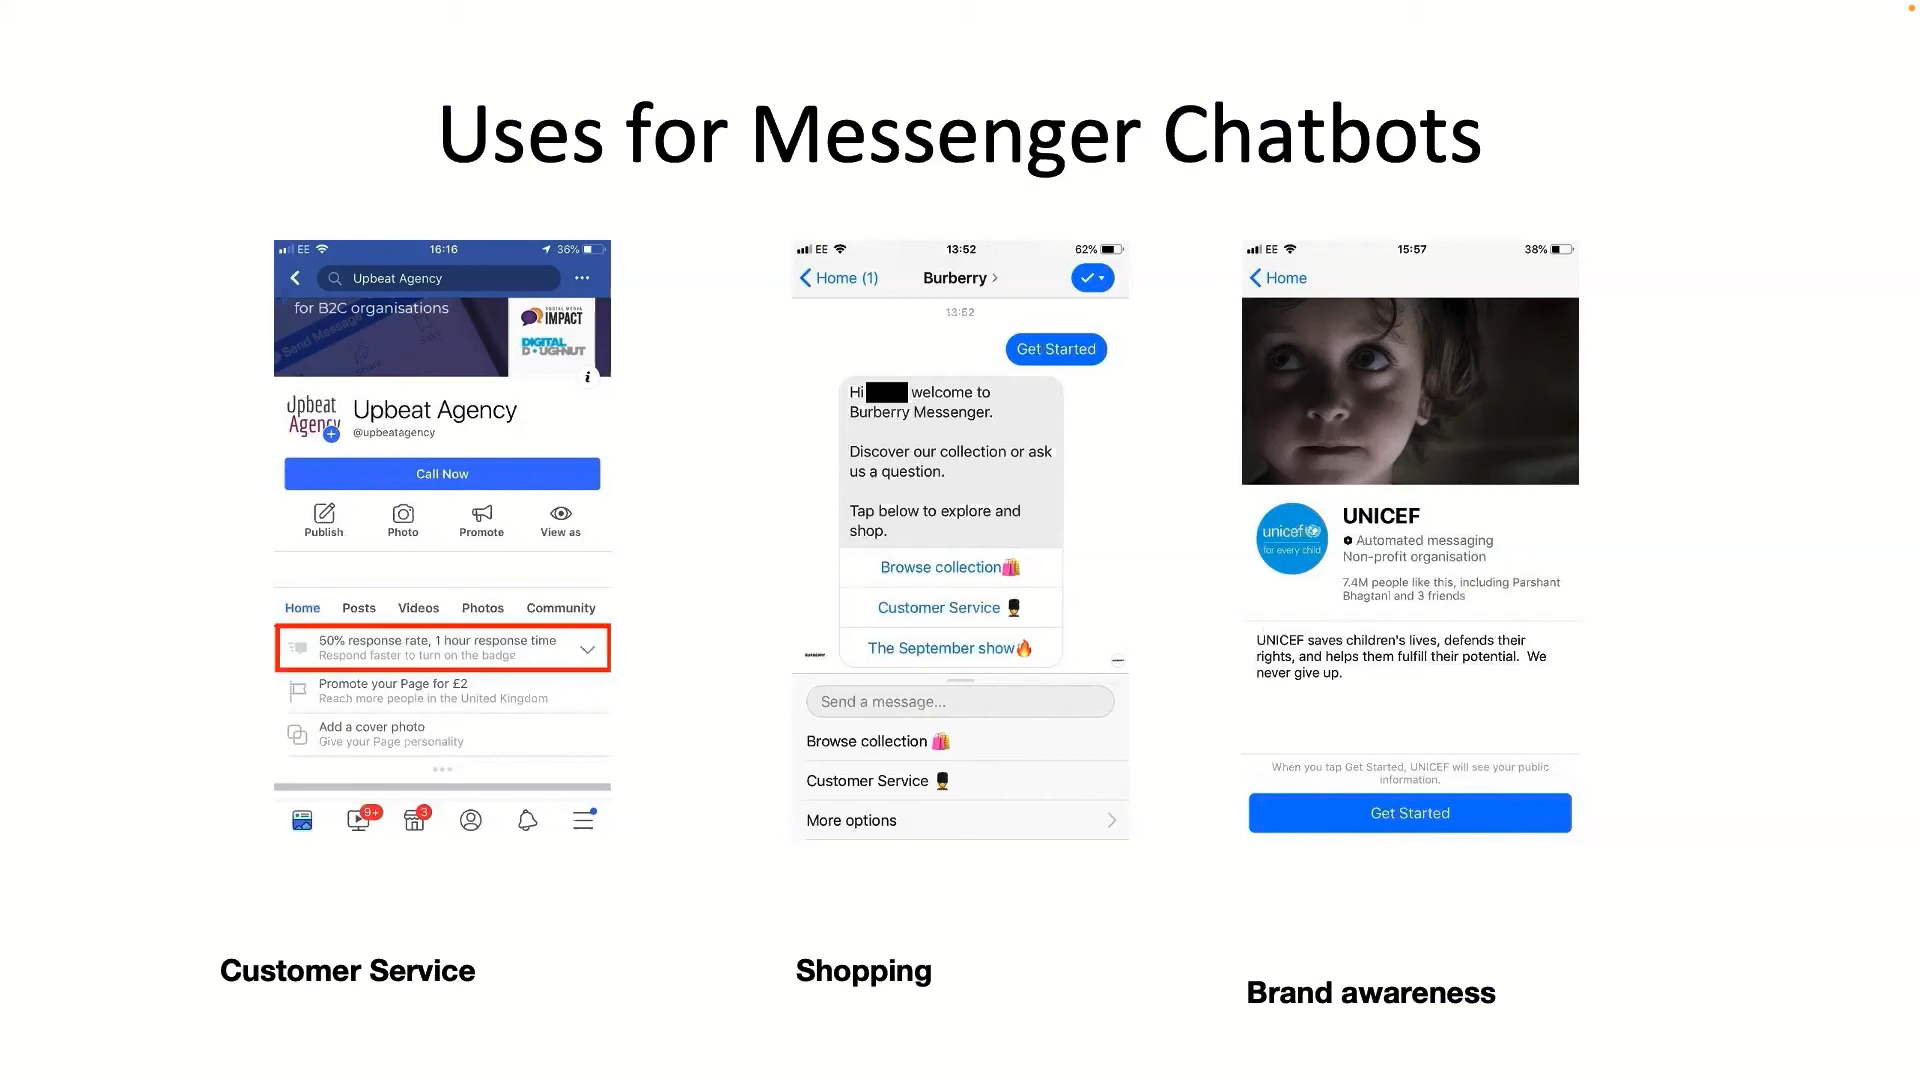 Uses for Messenger Chatbots
EE 16:16 36%
Upbeat Agency
for B2C organisations
SOCIAL MEDIA
IMPACT
DIGITAL
D UGHNUT
Send Message
Share
i
Upbeat
Agency
Upbeat Agency
@upbeatagency
Call Now
Publish Photo Promote View as
Home Posts Videos Photos Community
50% response rate, 1 hour response time
Respond faster to turn on the badge
Promote your Page for £2
Reach more people in the United Kingdom
Add a cover photo
Give your Page personality
9+ 3
Customer Service
EE 13:52 62%
Home (1) Burberry
13:52
Get Started
Hi welcome to
Burberry Messenger.
Discover our collection or ask
us a question.
Tap below to explore and
shop.
Browse collection🛍️
Customer Service 💂
The September show🔥
BURBERRY
Send a message...
Browse collection 🛍️
Customer Service 💂
More options
Shopping
EE 15:57 38%
Home
unicef
for every child
UNICEF
Automated messaging
Non-profit organisation
7.4M people like this, including Parshant
Bhagtani and 3 friends
UNICEF saves children's lives, defends their
rights, and helps them fulfill their potential. We
never give up.
When you tap Get Started, UNICEF will see your public
information.
Get Started
Brand awareness